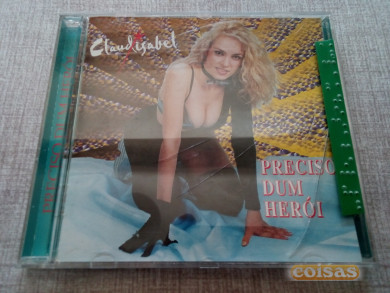 Claudisabel
PRECISO
DUM
HERÓI
coisas